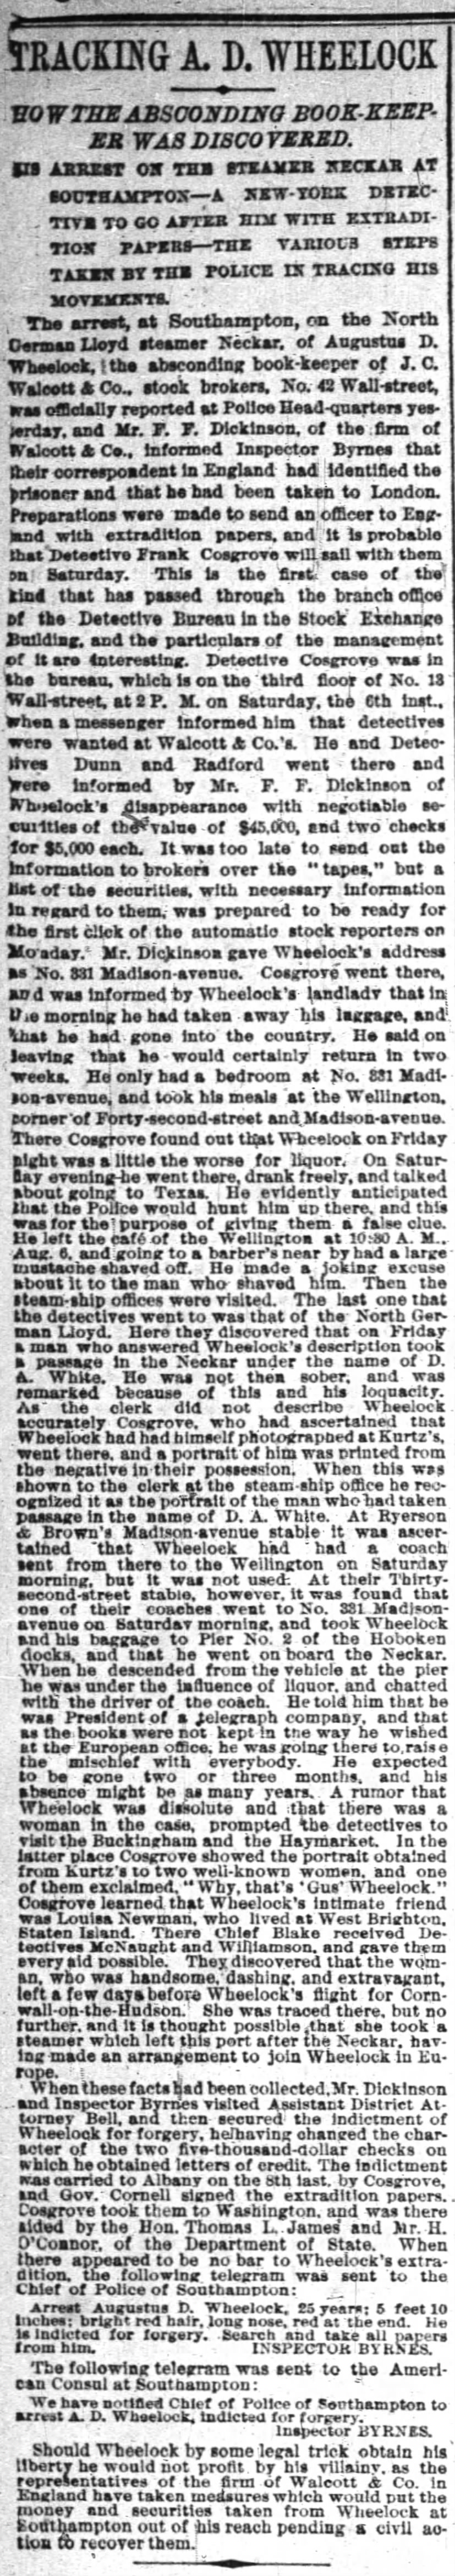 TRACKING A. D. WHEELOCK
HOW THE ABSCONDING BOOK-KEEP-
ER WAS DISCOVERED.
HIS ARREST ON THE STEAMER NECKAR AT
SOUTHAMPTON—A NEW-YORK DETEC-
TIVE TO GO AFTER HIM WITH EXTRADI-
TION PAPERS—THE VARIOUS STEPS
TAKEN BY THE POLICE IN TRACING HIS
MOVEMENTS.
The arrest, at Southampton, on the North
German Lloyd steamer Neckar, of Augustus D.
Wheelock, the absconding book-keeper of J. C.
Walcott & Co., stock brokers, No. 42 Wall-street,
was officially reported at Police Head-quarters yes-
terday, and Mr. F. F. Dickinson, of the firm of
Walcott & Co., informed Inspector Byrnes that
their correspondent in England had identified the
prisoner and that he had been taken to London.
Preparations were made to send an officer to Eng-
land with extradition papers, and it is probable
that Detective Frank Cosgrove will sail with them
on Saturday. This is the first case of the
kind that has passed through the branch office
of the Detective Bureau in the Stock Exchange
Building, and the particulars of the management
of it are interesting. Detective Cosgrove was in
the bureau, which is on the third floor of No. 13
Wall-street, at 2 P. M. on Saturday, the 6th inst.,
when a messenger informed him that detectives
were wanted at Walcott & Co.'s. He and Detec-
tives Dunn and Radford went there and
were informed by Mr. F. F. Dickinson of
Wheelock's disappearance with negotiable se-
curities of the value of $45,000, and two checks
for $5,000 each. It was too late to send out the
information to brokers over the "tapes," but a
list of the securities, with necessary information
in regard to them, was prepared to be ready for
the first click of the automatic stock reporters on
Monday. Mr. Dickinson gave Wheelock's address
as No. 331 Madison-avenue. Cosgrove went there,
and was informed by Wheelock's landlady that in
the morning he had taken away his luggage, and
that he had gone into the country. He said on
leaving that he would certainly return in two
weeks. He only had a bedroom at No. 331 Madi-
son-avenue, and took his meals at the Wellington,
corner of Forty-second-street and Madison-avenue.
There Cosgrove found out that Wheelock on Friday
night was a little the worse for liquor. On Satur-
day evening he went there, drank freely, and talked
about going to Texas. He evidently anticipated
that the Police would hunt him up there, and this
was for the purpose of giving them a false clue.
He left the café of the Wellington at 10:30 A. M.,
Aug. 6, and going to a barber's near by had a large
mustache shaved off. He made a joking excuse
about it to the man who shaved him. Then the
steam-ship offices were visited. The last one that
the detectives went to was that of the North Ger-
man Lloyd. Here they discovered that on Friday
a man who answered Wheelock's description took
a passage in the Neckar under the name of D.
A. White. He was not then sober, and was
remarked because of this and his loquacity.
As the clerk did not describe Wheelock
accurately Cosgrove, who had ascertained that
Wheelock had had himself photographed at Kurtz's,
went there, and a portrait of him was printed from
the negative in their possession. When this was
shown to the clerk at the steam-ship office he rec-
ognized it as the portrait of the man who had taken
passage in the name of D. A. White. At Ryerson
& Brown's Madison-avenue stable it was ascer-
tained that Wheelock had had a coach
sent from there to the Wellington on Saturday
morning, but it was not used. At their Thirty-
second-street stable, however, it was found that
one of their coaches went to No. 331 Madison-
avenue on Saturday morning, and took Wheelock
and his baggage to Pier No. 2 of the Hoboken
docks, and that he went on board the Neckar.
When he descended from the vehicle at the pier
he was under the influence of liquor, and chatted
with the driver of the coach. He told him that he
was President of a telegraph company, and that
as the books were not kept in the way he wished
at the European office, he was going there to raise
the mischief with everybody. He expected
to be gone two or three months, and his
absence might be as many years. A rumor that
Wheelock was dissolute and that there was a
woman in the case, prompted the detectives to
visit the Buckingham and the Haymarket. In the
latter place Cosgrove showed the portrait obtained
from Kurtz's to two well-known women, and one
of them exclaimed, "Why, that's 'Gus' Wheelock."
Cosgrove learned that Wheelock's intimate friend
was Louisa Newman, who lived at West Brighton,
Staten Island. There Chief Blake received De-
tectives McNaught and Williamson, and gave them
every aid possible. They discovered that the wom-
an, who was handsome, dashing, and extravagant,
left a few days before Wheelock's flight for Corn-
wall-on-the-Hudson. She was traced there, but no
further, and it is thought possible that she took a
steamer which left this port after the Neckar, hav-
ing made an arrangement to join Wheelock in Eu-
rope.
When these facts had been collected, Mr. Dickinson
and Inspector Byrnes visited Assistant District At-
torney Bell, and then secured the indictment of
Wheelock for forgery, he having changed the char-
acter of the two five-thousand-dollar checks on
which he obtained letters of credit. The indictment
was carried to Albany on the 8th inst. by Cosgrove,
and Gov. Cornell signed the extradition papers.
Cosgrove took them to Washington, and was there
aided by the Hon. Thomas L. James and Mr. H.
O'Connor, of the Department of State. When
there appeared to be no bar to Wheelock's extra-
dition, the following telegram was sent to the
Chief of Police of Southampton:
Arrest Augustus D. Wheelock, 25 years; 5 feet 10
inches; bright red hair, long nose, red at the end. He
is indicted for forgery. Search and take all papers
from him. INSPECTOR BYRNES.
The following telegram was sent to the Ameri-
can Consul at Southampton:
We have notified Chief of Police of Southampton to
arrest A. D. Wheelock, indicted for forgery.
Inspector BYRNES.
Should Wheelock by some legal trick obtain his
liberty he would not profit by his villainy, as the
representatives of the firm of Walcott & Co. in
England have taken measures which would put the
money and securities taken from Wheelock at
Southampton out of his reach pending a civil ac-
tion to recover them.